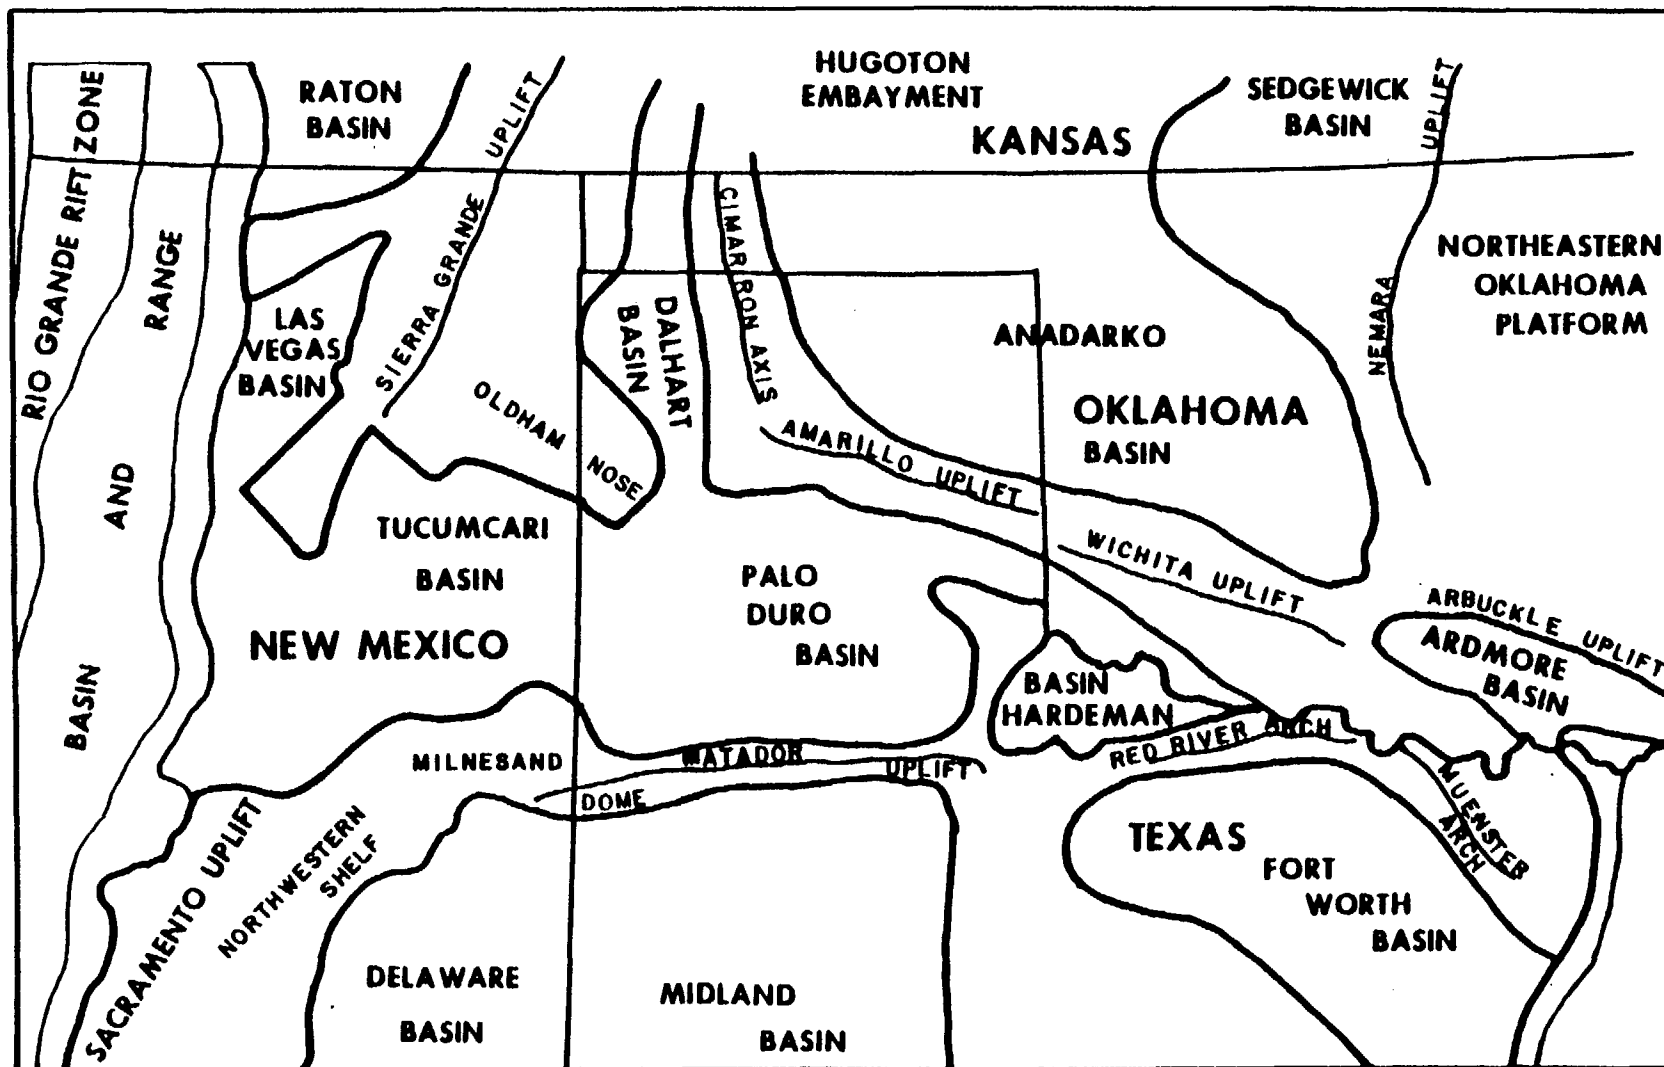 HUGOTON
EMBAYMENT
KANSAS
RATON
BASIN
SEDGEWICK
BASIN
UPLIFT
NEMARA
SIERRA GRANDE UPLIFT
RIO GRANDE RIFT ZONE
BASIN AND RANGE
CIMARRON AXIS
NORTHEASTERN
OKLAHOMA
PLATFORM
LAS
VEGAS
BASIN
DALHART
BASIN
ANADARKO
OKLAHOMA
BASIN
OLDHAM NOSE
AMARILLO UPLIFT
TUCUMCARI
BASIN
WICHITA UPLIFT
PALO
DURO
BASIN
ARBUCKLE UPLIFT
ARDMORE
BASIN
NEW MEXICO
BASIN
HARDEMAN
RED RIVER ARCH
MILNESAND
DOME
MATADOR UPLIFT
MUENSTER
ARCH
SACRAMENTO UPLIFT
NORTHWESTERN
SHELF
TEXAS
FORT
WORTH
BASIN
DELAWARE
BASIN
MIDLAND
BASIN